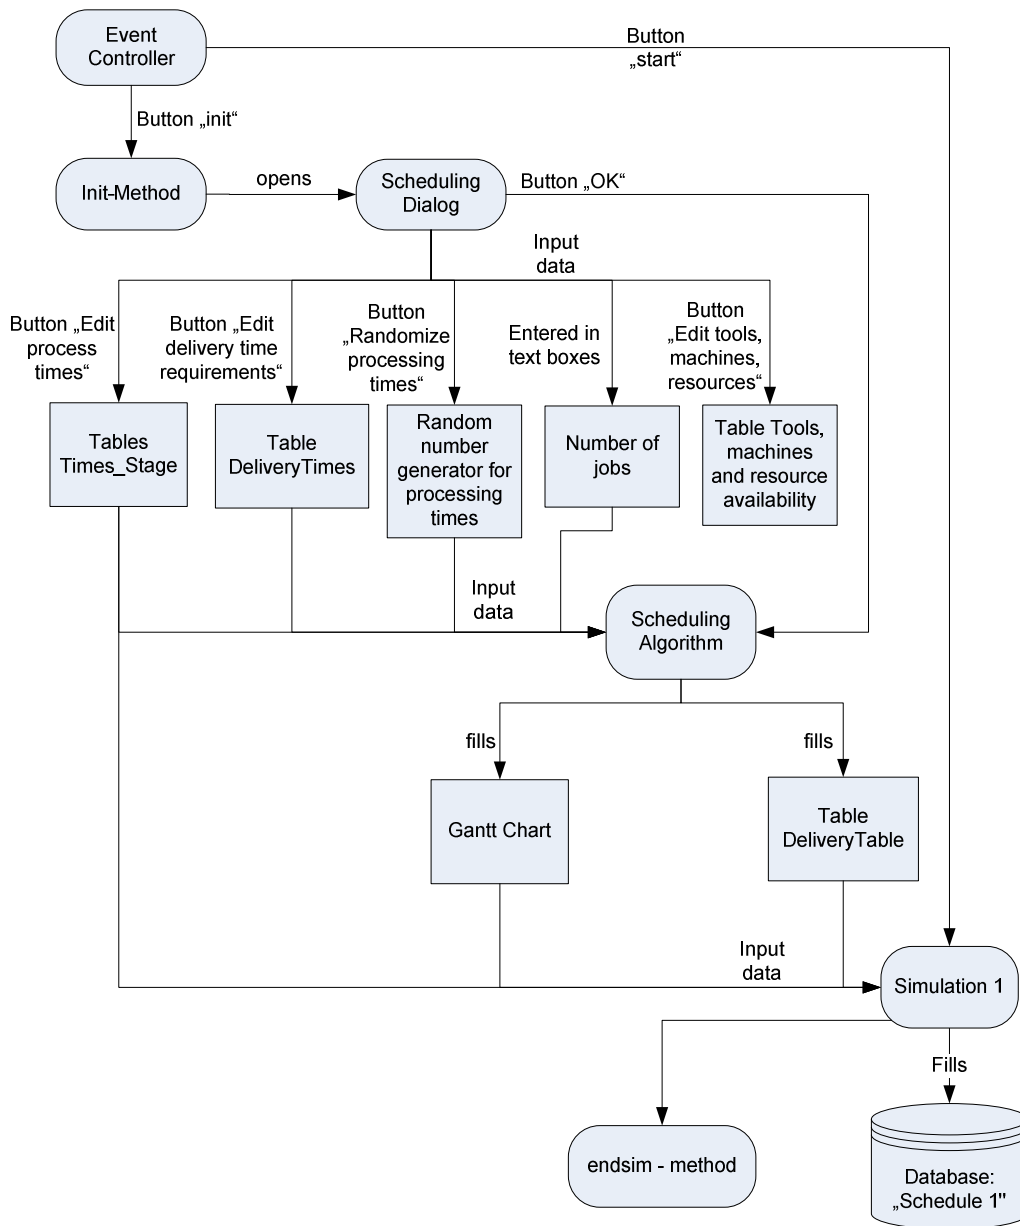 Event
Controller
Button
„start“
Button „init“
Init-Method
opens
Scheduling
Dialog
Button „OK“
Input
data
Button „Edit
process
times“
Button „Edit
delivery time
requirements“
Button
„Randomize
processing
times“
Entered in
text boxes
Button
„Edit tools,
machines,
resources“
Tables
Times_Stage
Table
DeliveryTimes
Random
number
generator for
processing
times
Number of
jobs
Table Tools,
machines
and resource
availability
Input
data
Scheduling
Algorithm
fills
fills
Gantt Chart
Table
DeliveryTable
Input
data
Simulation 1
Fills
endsim - method
Database:
„Schedule 1"